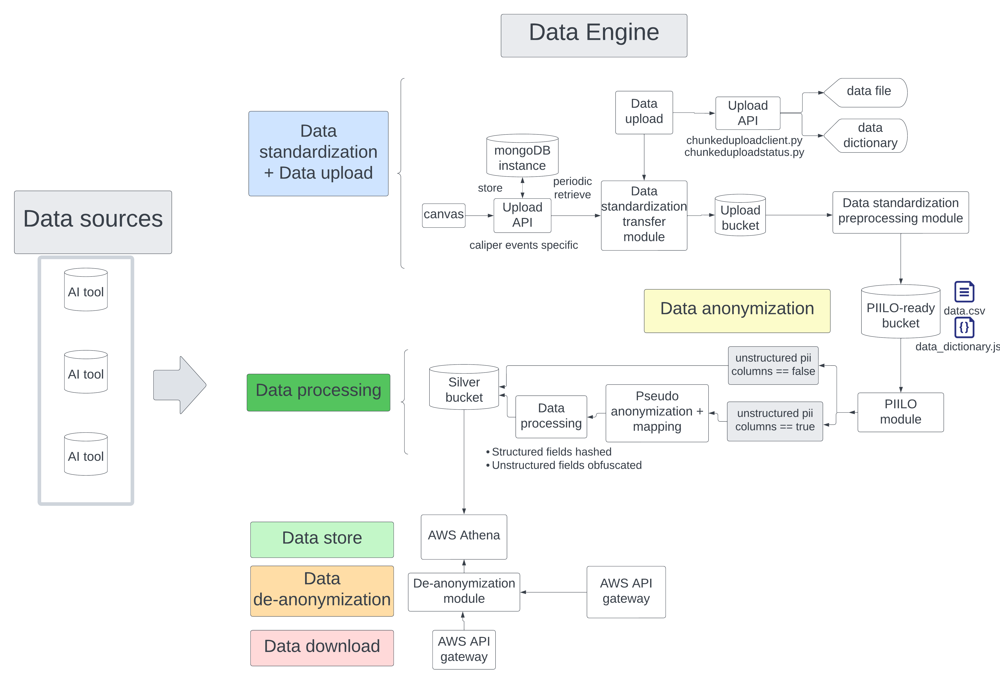 Data Engine
Data
standardization
+ Data upload
Data
upload
Upload
API
chunkeduploadclient.py
chunkeduploadstatus.py
data file
data
dictionary
mongoDB
instance
store
periodic
retrieve
canvas
Upload
API
caliper events specific
Data
standardization
transfer
module
Upload
bucket
Data standardization
preprocessing module
Data sources
AI tool
AI tool
AI tool
Data anonymization
PIILO-ready
bucket
data.csv
{}
data_dictionary.js
Data processing
Silver
bucket
unstructured pii
columns == false
Data
processing
Pseudo
anonymization +
mapping
unstructured pii
columns == true
PIILO
module
• Structured fields hashed
• Unstructured fields obfuscated
Data store
AWS Athena
Data
de-anonymization
De-anonymization
module
AWS API
gateway
Data download
AWS API
gateway